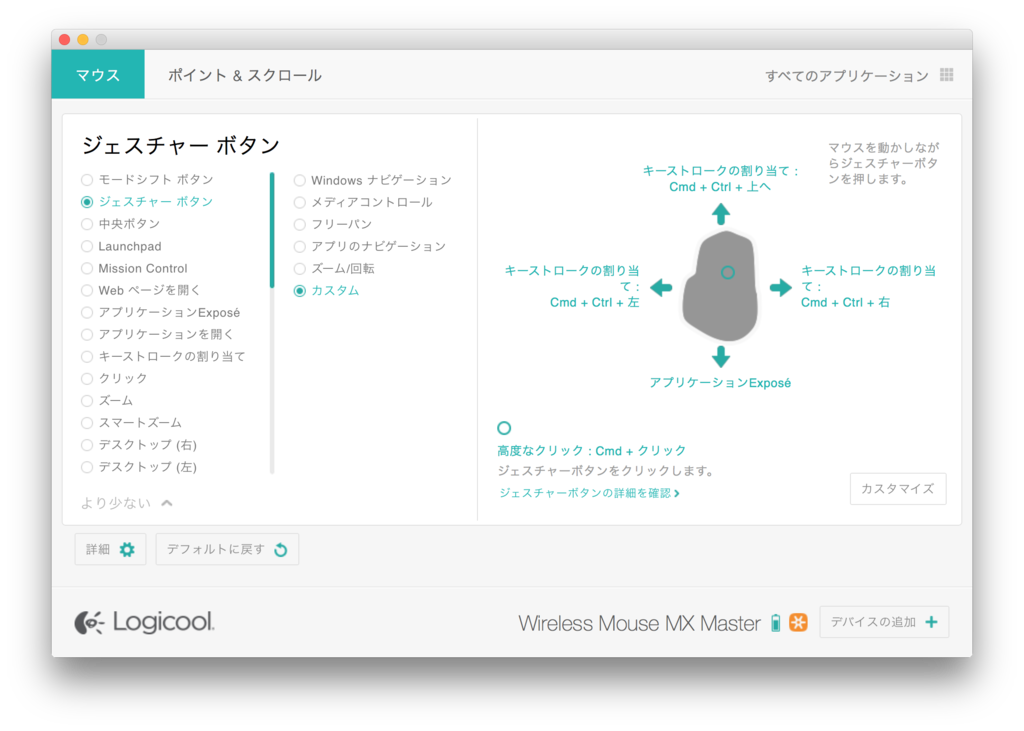 マウス
ポイント & スクロール
すべてのアプリケーション
ジェスチャー ボタン
モードシフト ボタン
ジェスチャー ボタン
中央ボタン
Launchpad
Mission Control
Web ページを開く
アプリケーションExposé
アプリケーションを開く
キーストロークの割り当て
クリック
ズーム
スマートズーム
デスクトップ (右)
デスクトップ (左)
より少ない
Windows ナビゲーション
メディアコントロール
フリーパン
アプリのナビゲーション
ズーム/回転
カスタム
マウスを動かしなが
らジェスチャーボタ
ンを押します。
キーストロークの割り当て :
Cmd + Ctrl + 上へ
キーストロークの割り当
て :
Cmd + Ctrl + 左
キーストロークの割り当
て :
Cmd + Ctrl + 右
アプリケーションExposé
高度なクリック : Cmd + クリック
ジェスチャーボタンをクリックします。
ジェスチャーボタンの詳細を確認
カスタマイズ
詳細
デフォルトに戻す
Logicool
Wireless Mouse MX Master
デバイスの追加